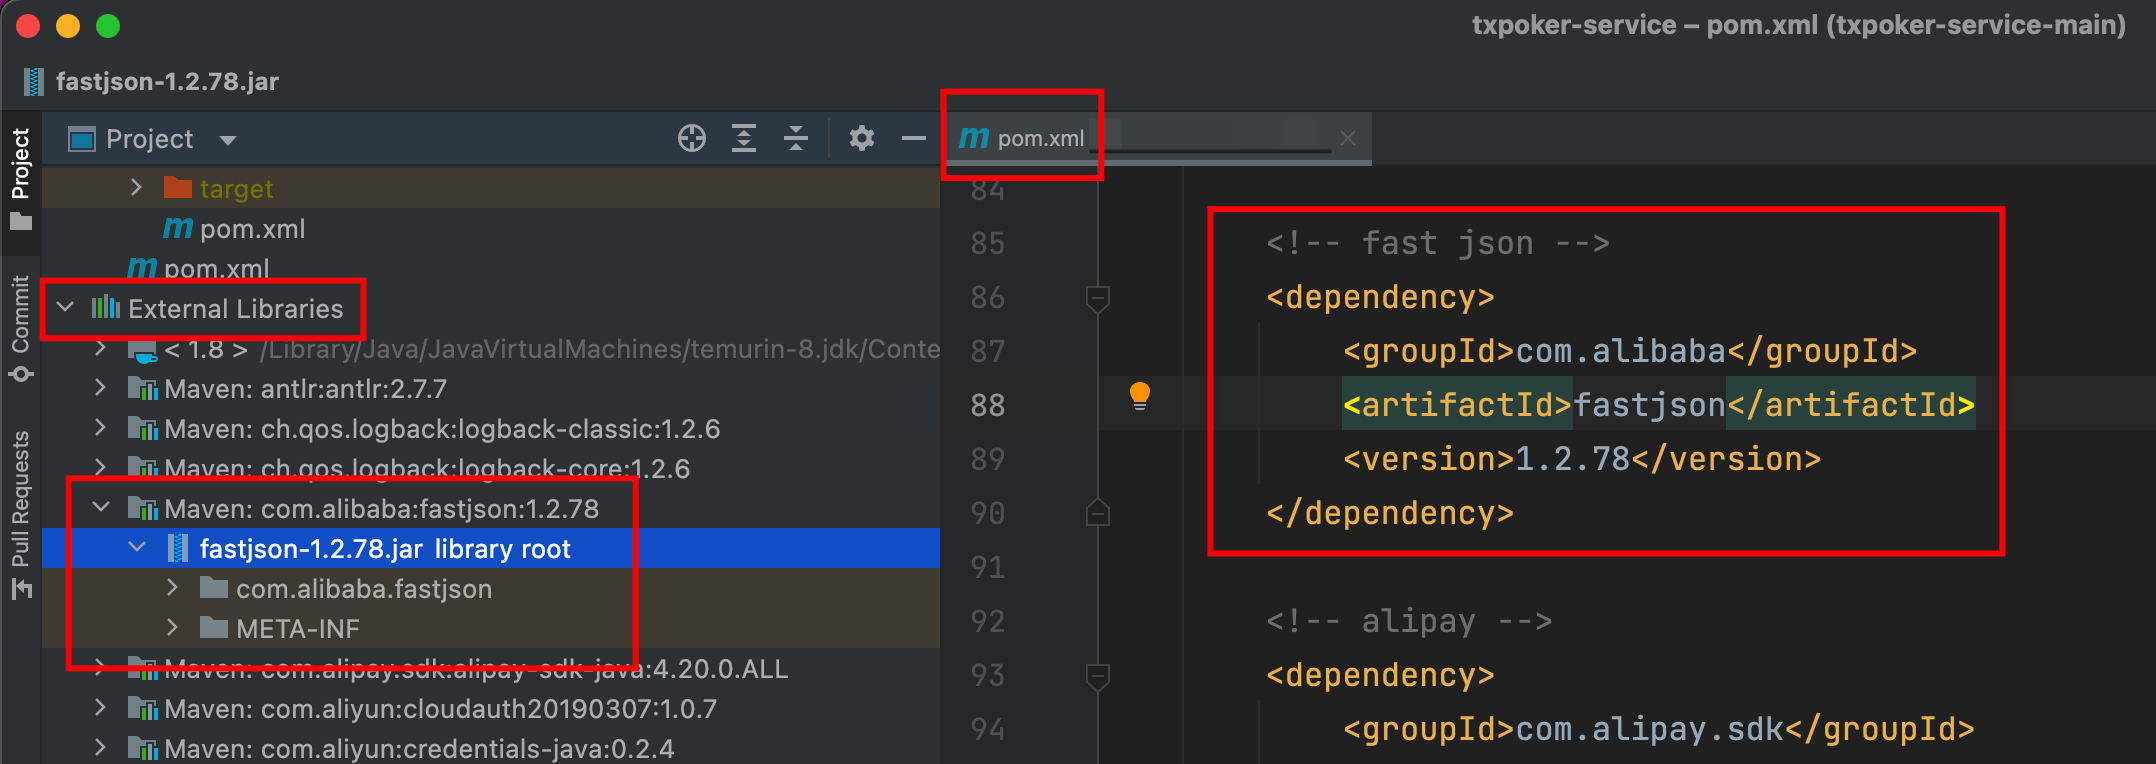 txpoker-service – pom.xml (txpoker-service-main)
fastjson-1.2.78.jar
Project
Commit
Pull Requests
Project
target
pom.xml
pom.xml
External Libraries
< 1.8 > /Library/Java/JavaVirtualMachines/temurin-8.jdk/Conte
Maven: antlr:antlr:2.7.7
Maven: ch.qos.logback:logback-classic:1.2.6
Maven: ch.qos.logback:logback-core:1.2.6
Maven: com.alibaba:fastjson:1.2.78
fastjson-1.2.78.jar library root
com.alibaba.fastjson
META-INF
Maven: com.alipay.sdk:alipay-sdk-java:4.20.0.ALL
Maven: com.aliyun:cloudauth20190307:1.0.7
Maven: com.aliyun:credentials-java:0.2.4
pom.xml
84
85 <!-- fast json -->
86 <dependency>
87 <groupId>com.alibaba</groupId>
88 <artifactId>fastjson</artifactId>
89 <version>1.2.78</version>
90 </dependency>
91
92 <!-- alipay -->
93 <dependency>
94 <groupId>com.alipay.sdk</groupId>